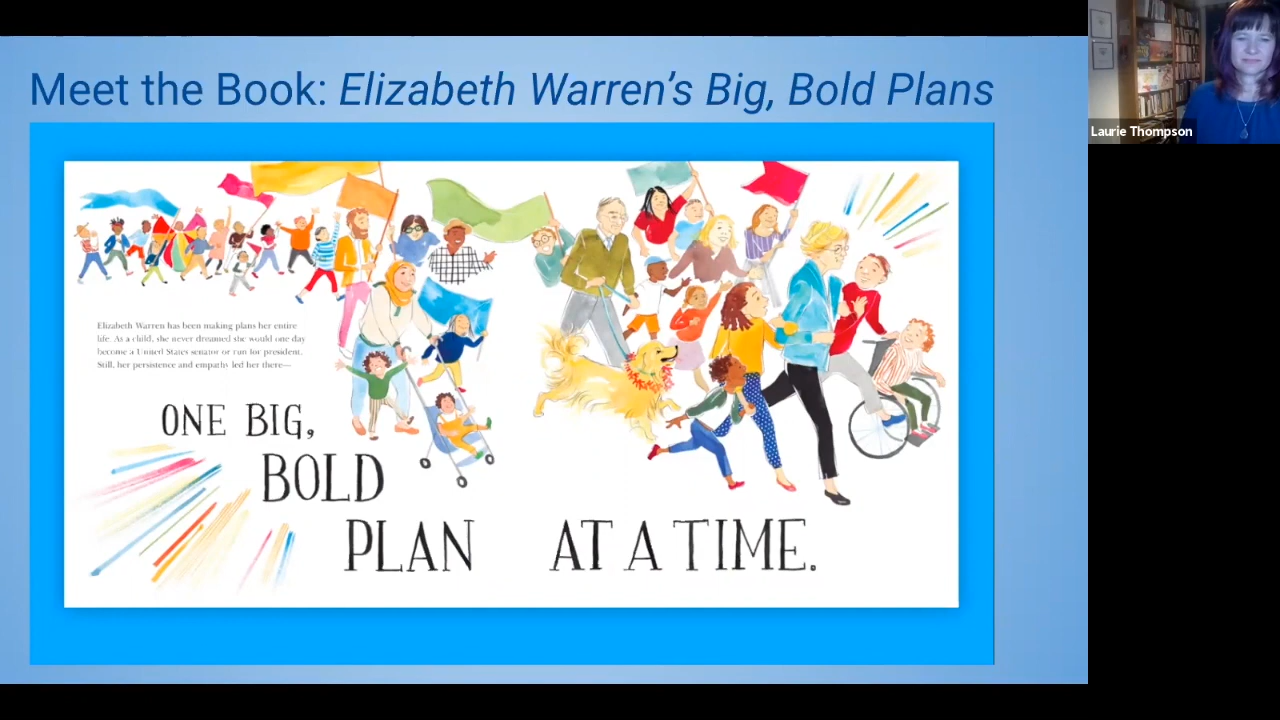 Meet the Book: Elizabeth Warren's Big, Bold Plans
Laurie Thompson
Elizabeth Warren has been making plans her entire
life. As a child, she never dreamed she would one day
become a United States senator or run for president.
Still, her persistence and empathy led her there—
ONE BIG,
BOLD
PLAN AT A TIME.